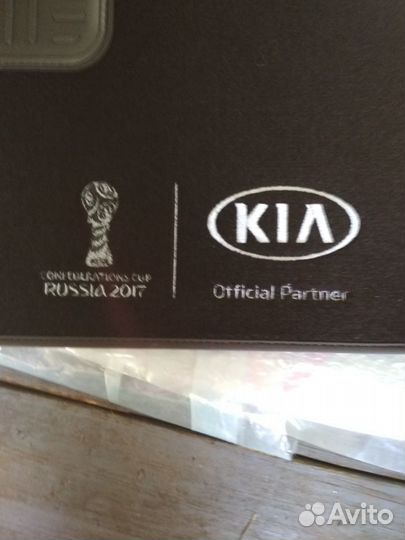 CONFEDERATIONS CUP
RUSSIA 2017
KIA
Official Partner
Avito